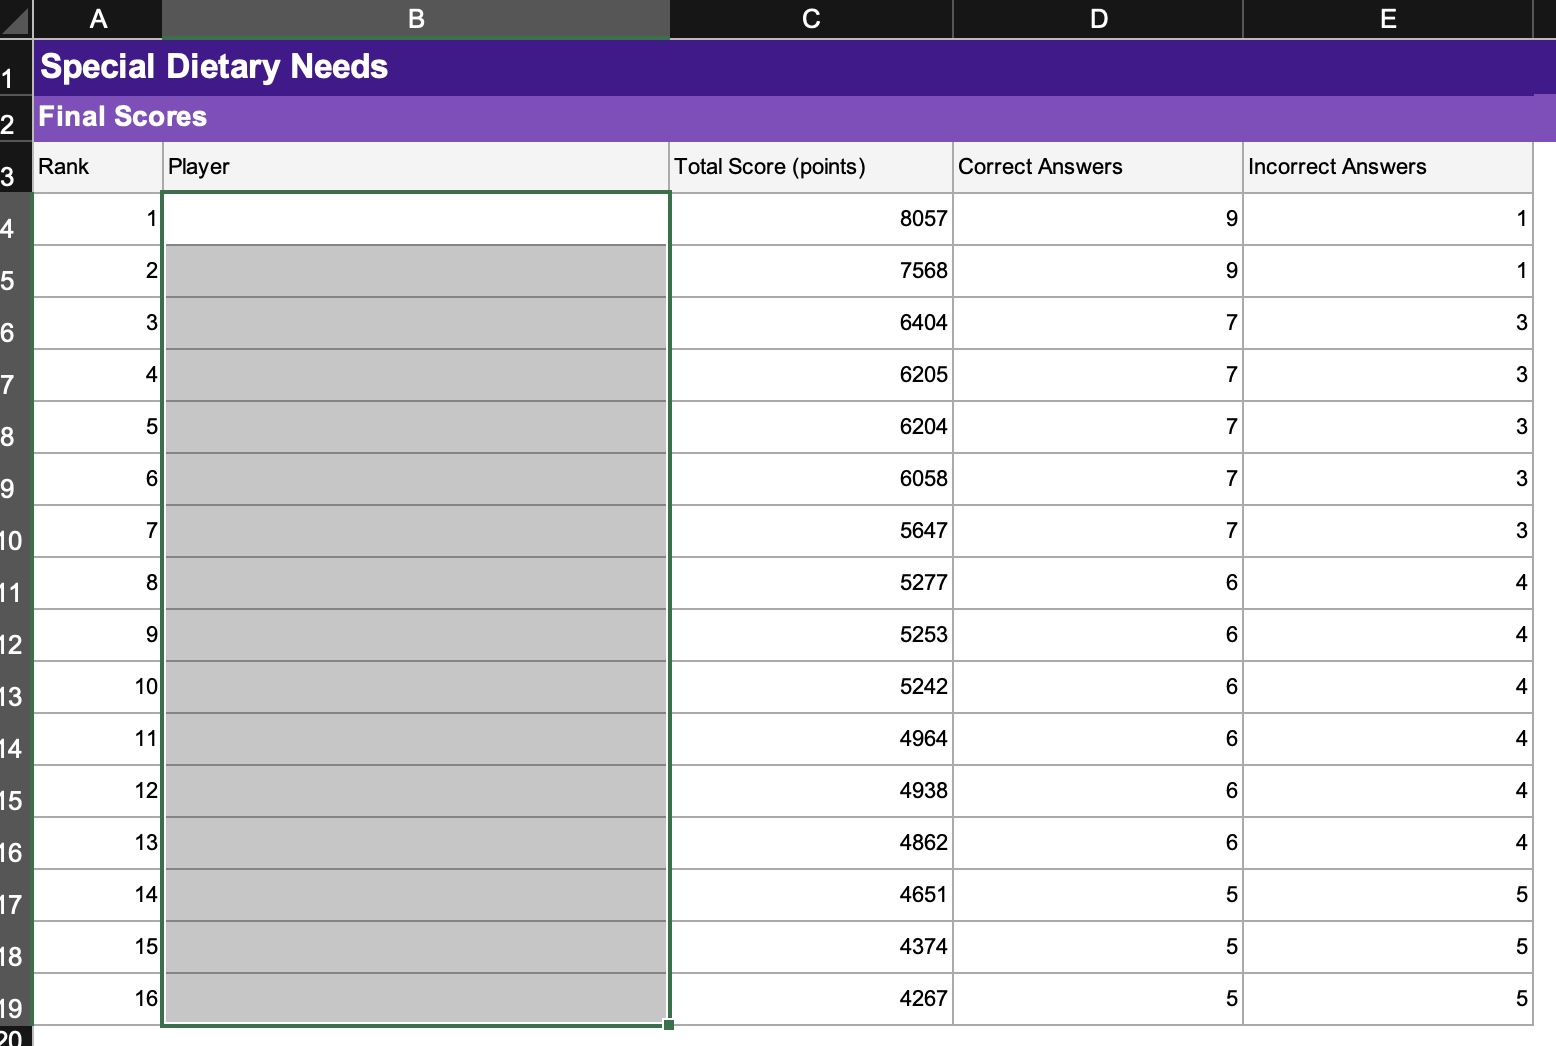 A B C D E
1 Special Dietary Needs
2 Final Scores
3 Rank Player Total Score (points) Correct Answers Incorrect Answers
4 1 8057 9 1
5 2 7568 9 1
6 3 6404 7 3
7 4 6205 7 3
8 5 6204 7 3
9 6 6058 7 3
10 7 5647 7 3
11 8 5277 6 4
12 9 5253 6 4
13 10 5242 6 4
14 11 4964 6 4
15 12 4938 6 4
16 13 4862 6 4
17 14 4651 5 5
18 15 4374 5 5
19 16 4267 5 5
20